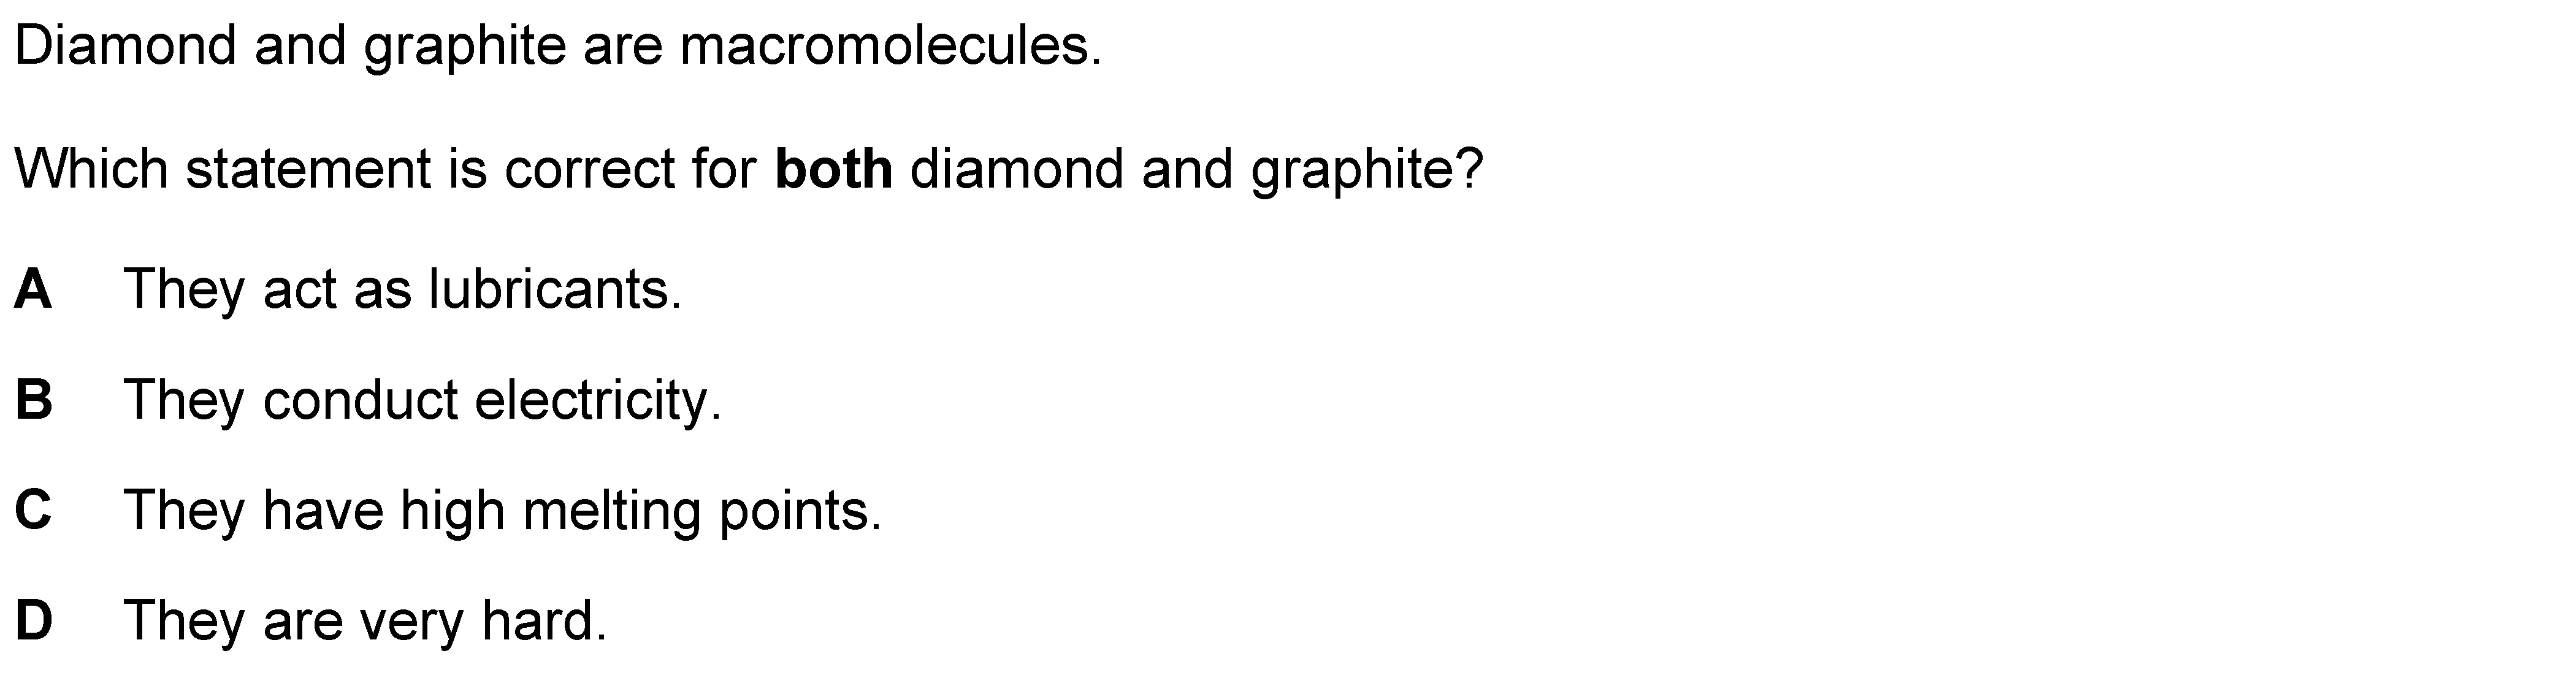 Diamond and graphite are macromolecules.
Which statement is correct for both diamond and graphite?
A They act as lubricants.
B They conduct electricity.
C They have high melting points.
D They are very hard.